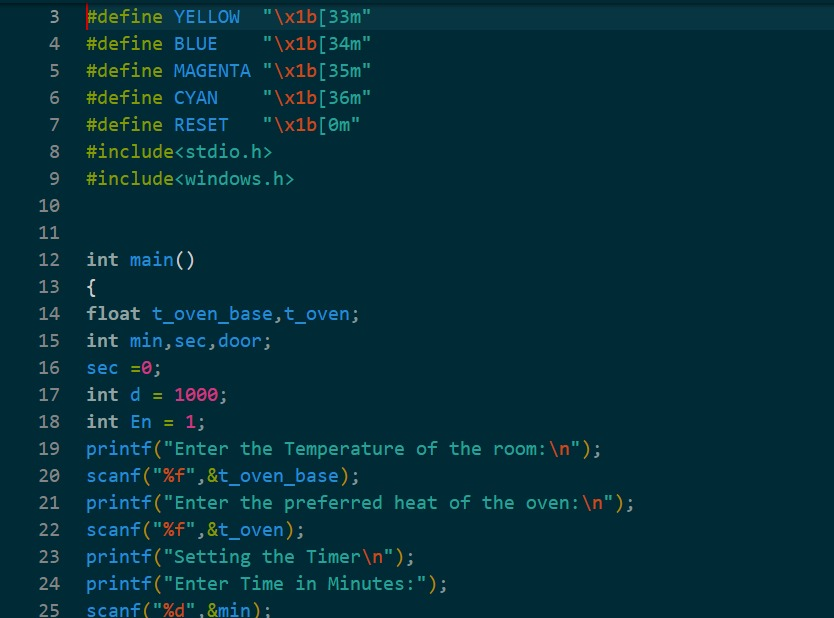 3 #define YELLOW  "\x1b[33m"
4 #define BLUE    "\x1b[34m"
5 #define MAGENTA "\x1b[35m"
6 #define CYAN    "\x1b[36m"
7 #define RESET   "\x1b[0m"
8 #include<stdio.h>
9 #include<windows.h>
10
11
12 int main()
13 {
14 float t_oven_base,t_oven;
15 int min,sec,door;
16 sec =0;
17 int d = 1000;
18 int En = 1;
19 printf("Enter the Temperature of the room:\n");
20 scanf("%f",&t_oven_base);
21 printf("Enter the preferred heat of the oven:\n");
22 scanf("%f",&t_oven);
23 printf("Setting the Timer\n");
24 printf("Enter Time in Minutes:");
25 scanf("%d",&min);